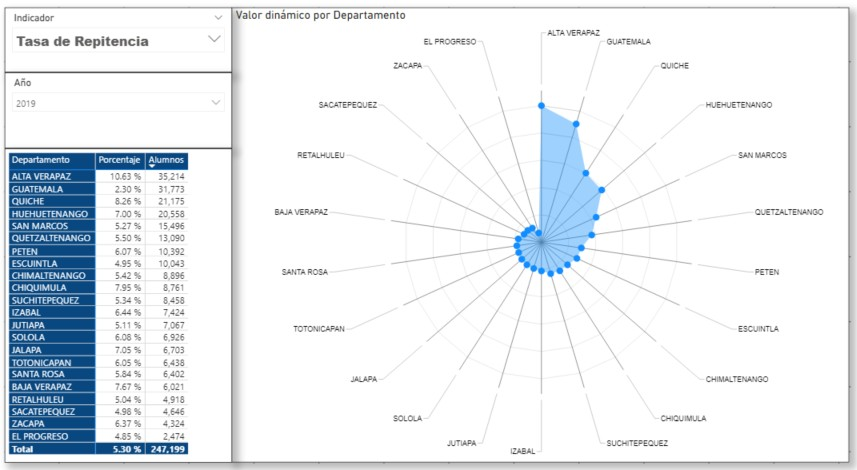 Indicador
Tasa de Repitencia
Año
2019
Departamento Porcentaje Alumnos
ALTA VERAPAZ 10.63 % 35,214
GUATEMALA 2.30 % 31,773
QUICHE 8.26 % 21,175
HUEHUETENANGO 7.00 % 20,558
SAN MARCOS 5.27 % 15,496
QUETZALTENANGO 5.50 % 13,090
PETEN 6.07 % 10,392
ESCUINTLA 4.95 % 10,043
CHIMALTENANGO 5.42 % 8,896
CHIQUIMULA 7.95 % 8,761
SUCHITEPEQUEZ 5.34 % 8,458
IZABAL 6.44 % 7,424
JUTIAPA 5.11 % 7,067
SOLOLA 6.08 % 6,926
JALAPA 7.05 % 6,703
TOTONICAPAN 6.05 % 6,438
SANTA ROSA 5.84 % 6,402
BAJA VERAPAZ 7.67 % 6,021
RETALHULEU 5.04 % 4,918
SACATEPEQUEZ 4.98 % 4,646
ZACAPA 6.37 % 4,324
EL PROGRESO 4.85 % 2,474
Total 5.30 % 247,199
Valor dinámico por Departamento
ALTA VERAPAZ
GUATEMALA
QUICHE
HUEHUETENANGO
SAN MARCOS
QUETZALTENANGO
PETEN
ESCUINTLA
CHIMALTENANGO
CHIQUIMULA
SUCHITEPEQUEZ
IZABAL
JUTIAPA
SOLOLA
JALAPA
TOTONICAPAN
SANTA ROSA
BAJA VERAPAZ
RETALHULEU
SACATEPEQUEZ
ZACAPA
EL PROGRESO